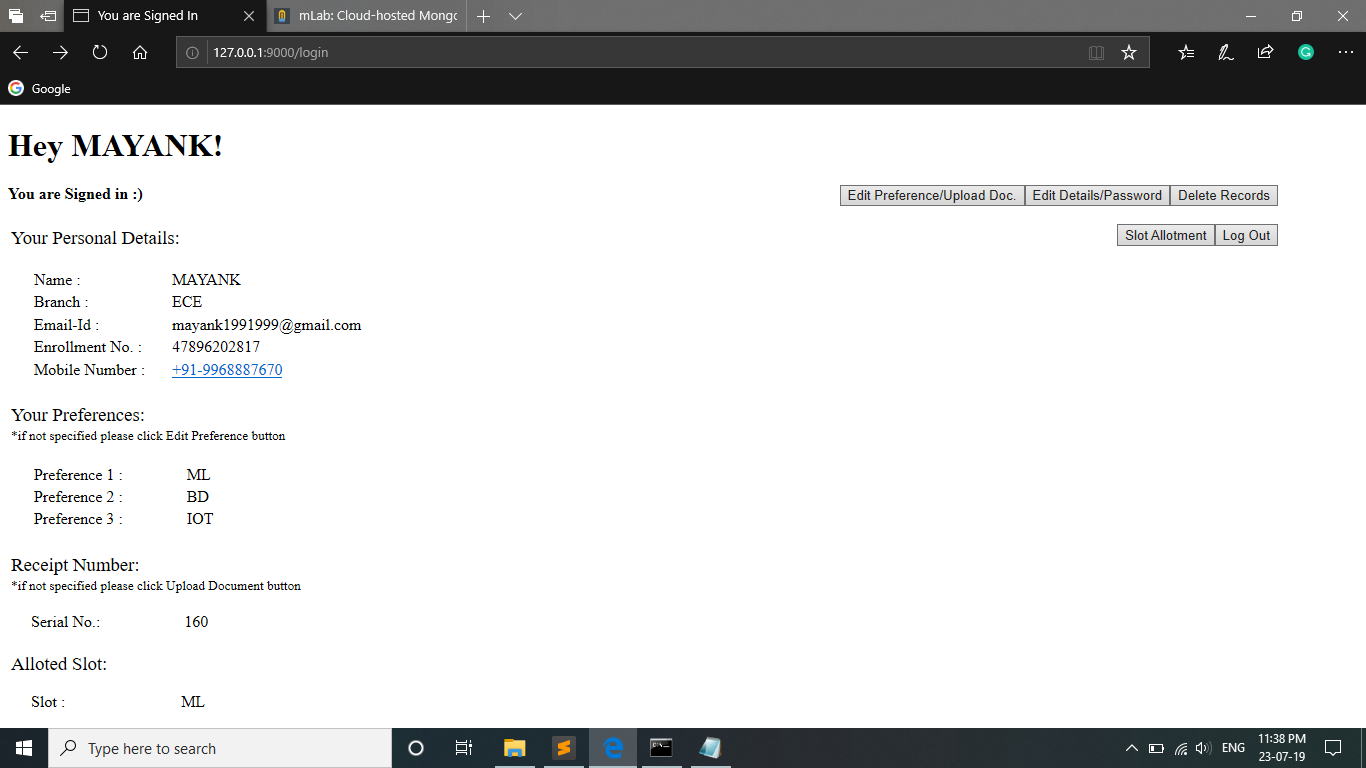 You are Signed In
mLab: Cloud-hosted Mongo
127.0.0.1:9000/login
Google
Hey MAYANK!
You are Signed in :)
Edit Preference/Upload Doc. Edit Details/Password Delete Records
Your Personal Details:
Slot Allotment Log Out
Name : MAYANK
Branch : ECE
Email-Id : mayank1991999@gmail.com
Enrollment No. : 47896202817
Mobile Number : +91-9968887670
Your Preferences:
*if not specified please click Edit Preference button
Preference 1 : ML
Preference 2 : BD
Preference 3 : IOT
Receipt Number:
*if not specified please click Upload Document button
Serial No.: 160
Alloted Slot:
Slot : ML
Type here to search
ENG
11:38 PM
23-07-19